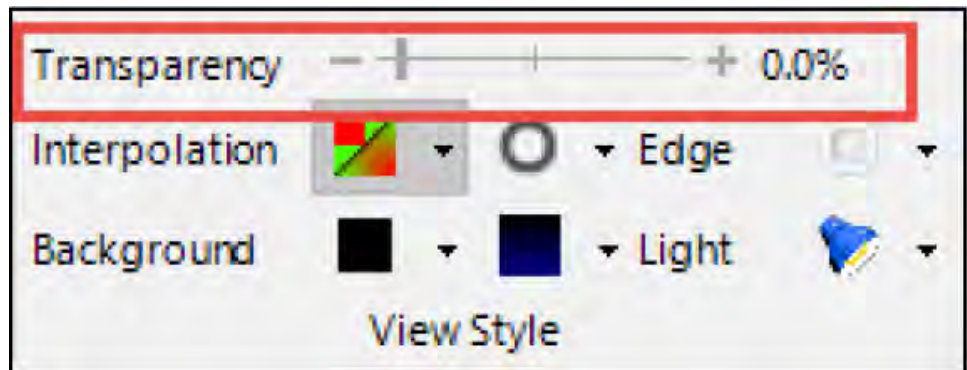 Transparency 0.0%
Interpolation Edge
Background Light
View Style